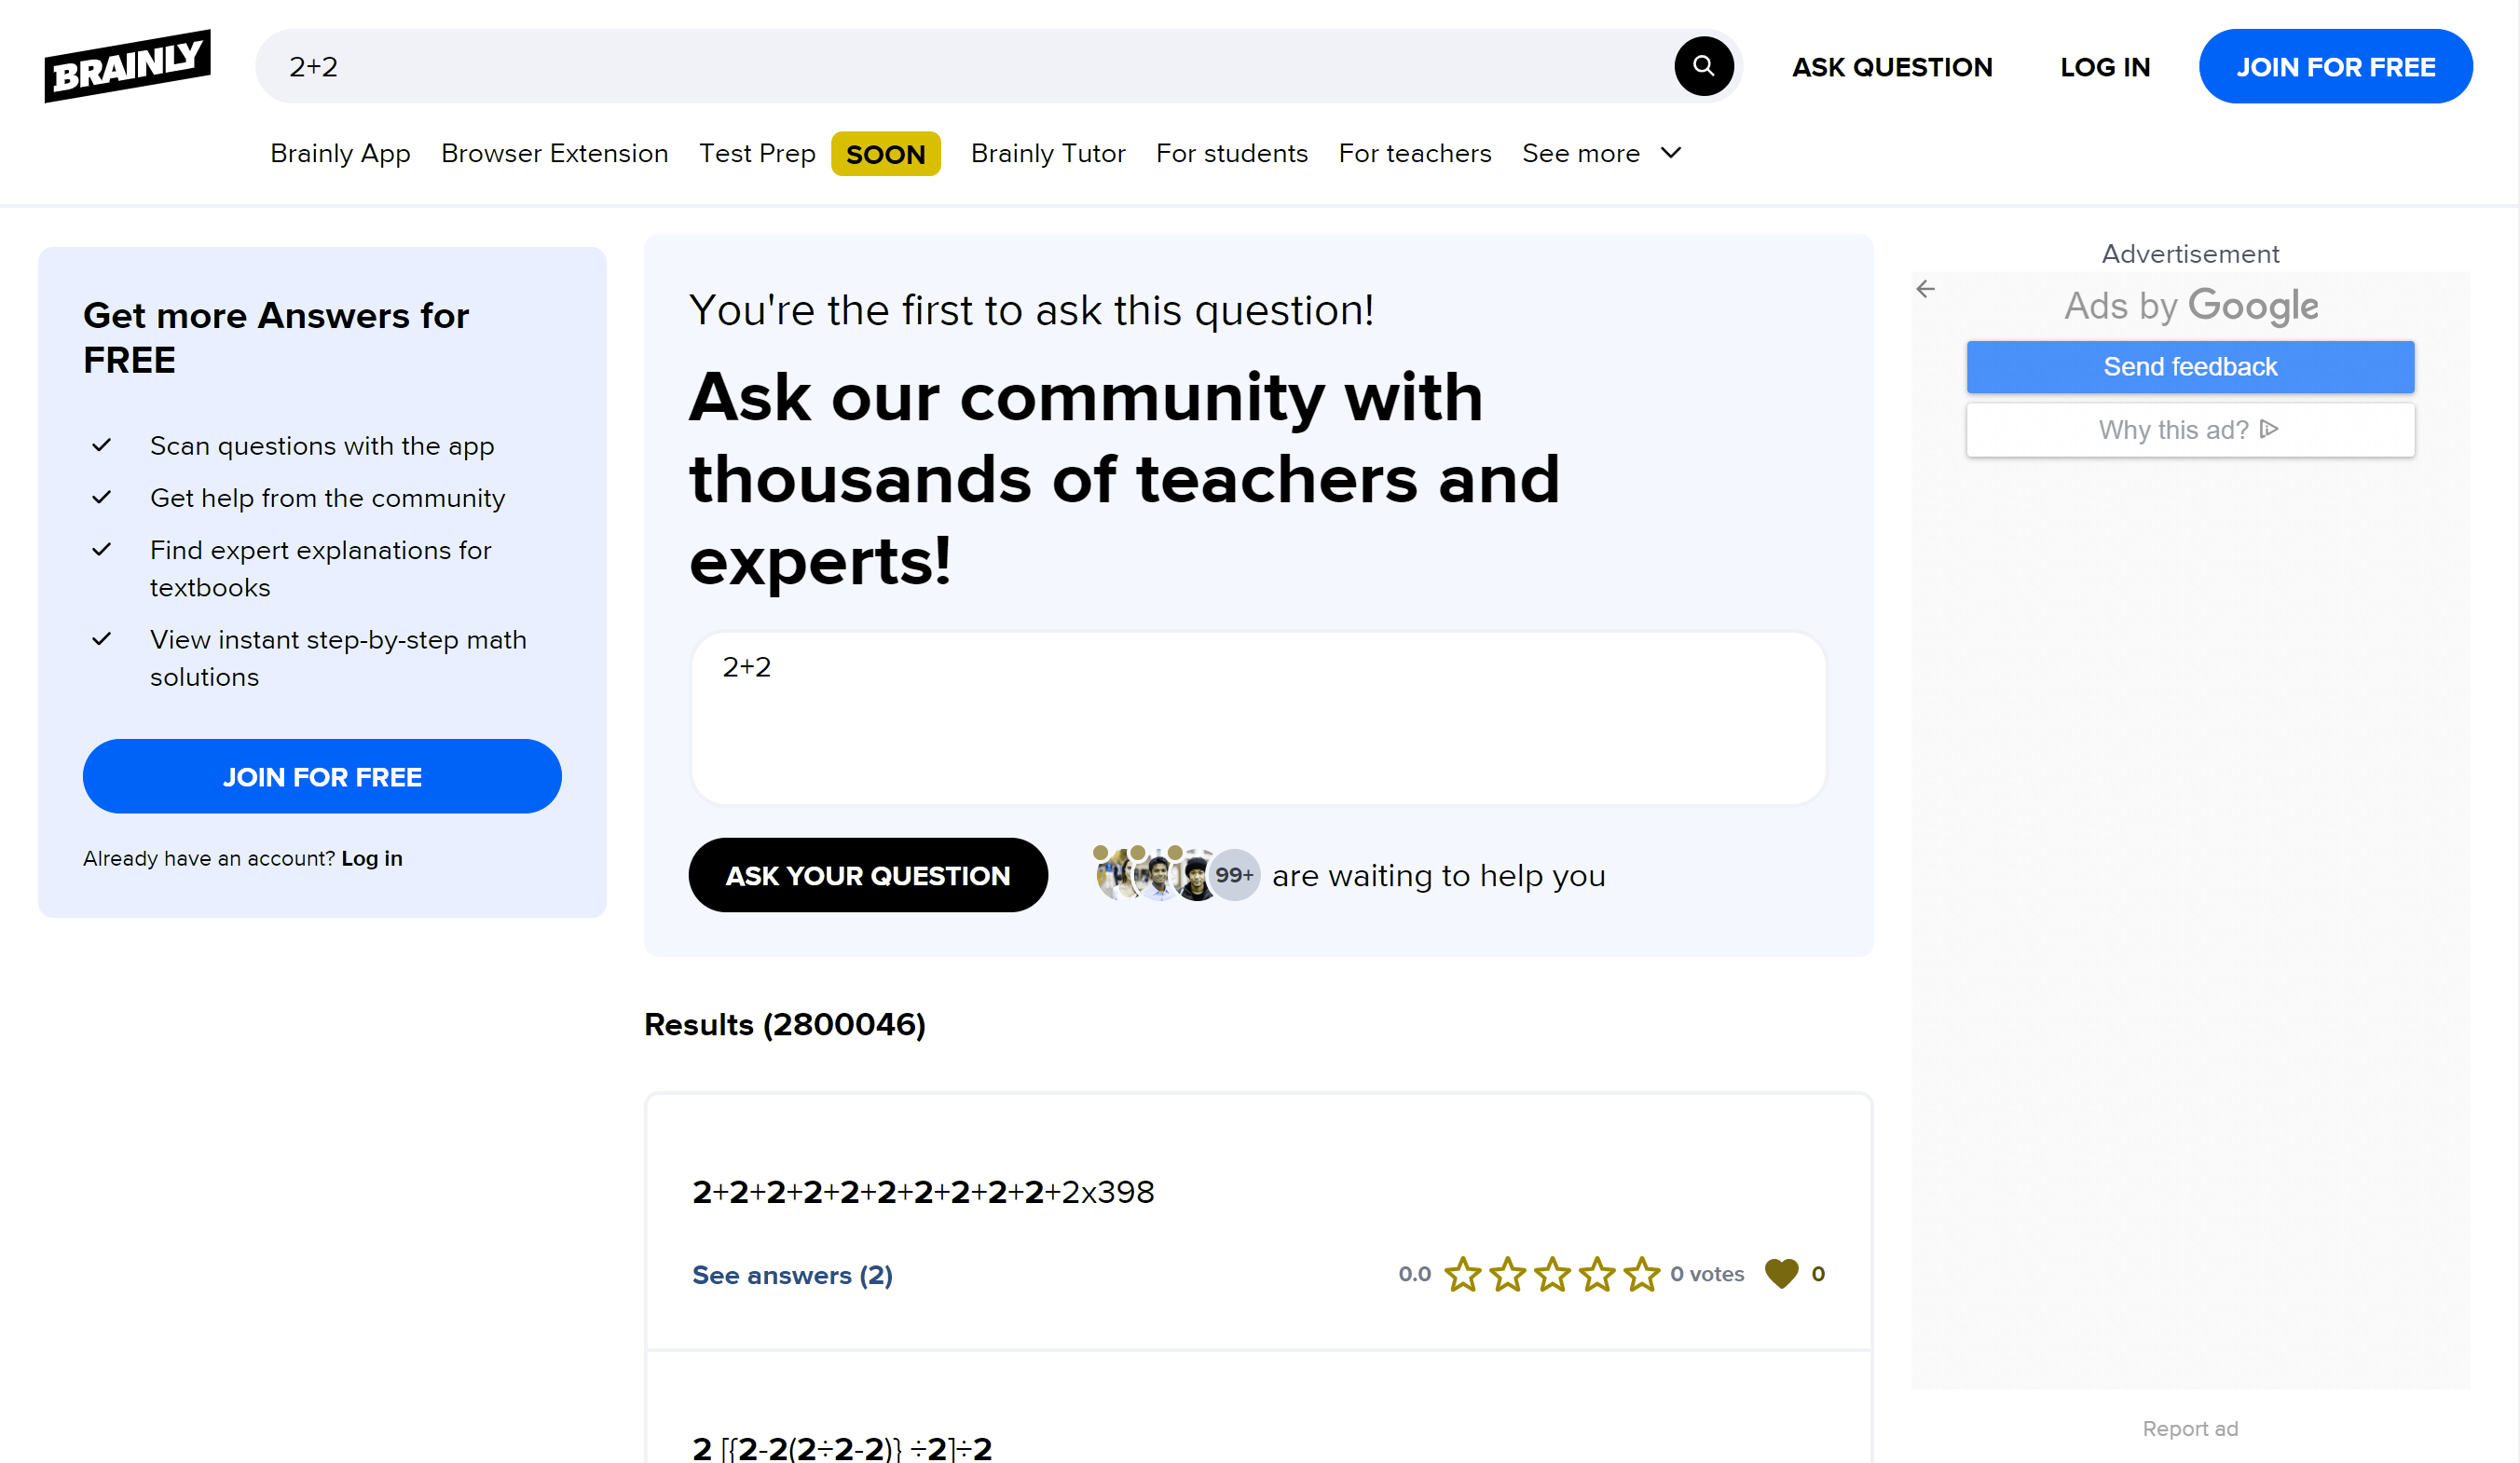 BRAINLY
2+2
ASK QUESTION
LOG IN
JOIN FOR FREE
Brainly App
Browser Extension
Test Prep
SOON
Brainly Tutor
For students
For teachers
See more
Get more Answers for
FREE
Scan questions with the app
Get help from the community
Find expert explanations for
textbooks
View instant step-by-step math
solutions
JOIN FOR FREE
Already have an account? Log in
You're the first to ask this question!
Ask our community with
thousands of teachers and
experts!
2+2
ASK YOUR QUESTION
99+ are waiting to help you
Results (2800046)
2+2+2+2+2+2+2+2+2+2+2x398
See answers (2)
0.0
0 votes
0
2 [{2-2(2÷2-2)} ÷2]÷2
Advertisement
Ads by Google
Send feedback
Why this ad?
Report ad